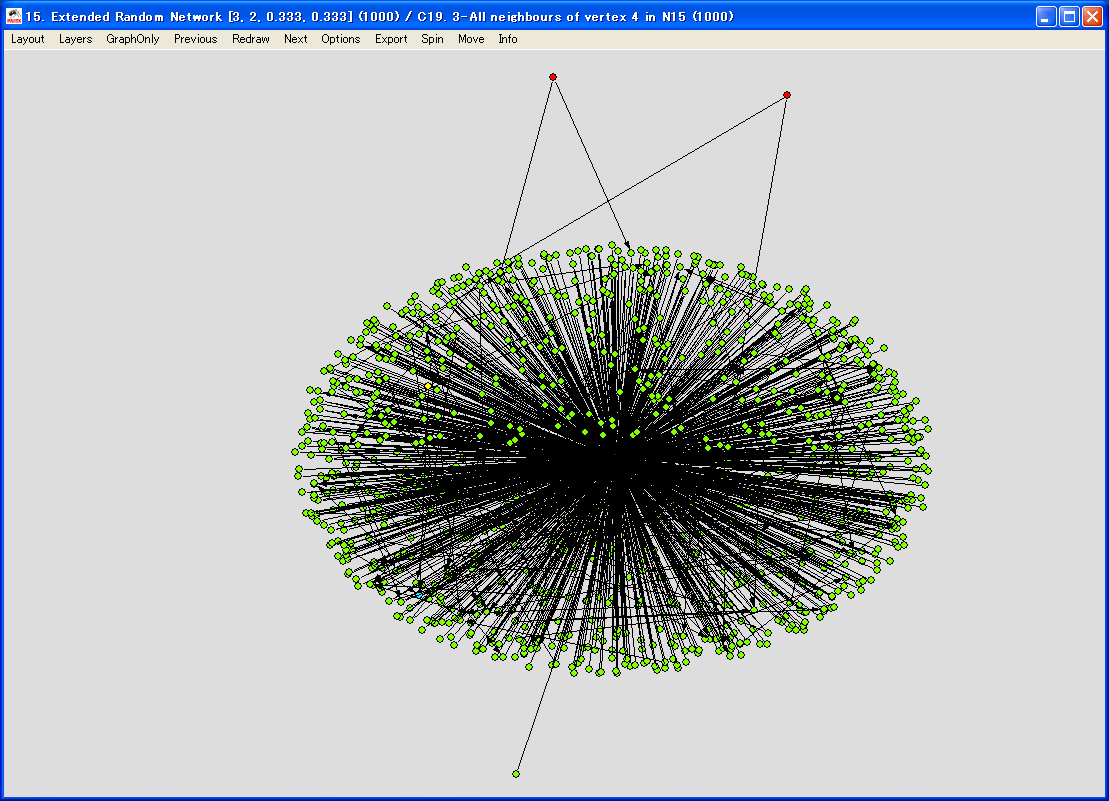 15. Extended Random Network [3, 2, 0.333, 0.333] (1000) / C19. 3-All neighbours of vertex 4 in N15 (1000)
Layout Layers GraphOnly Previous Redraw Next Options Export Spin Move Info